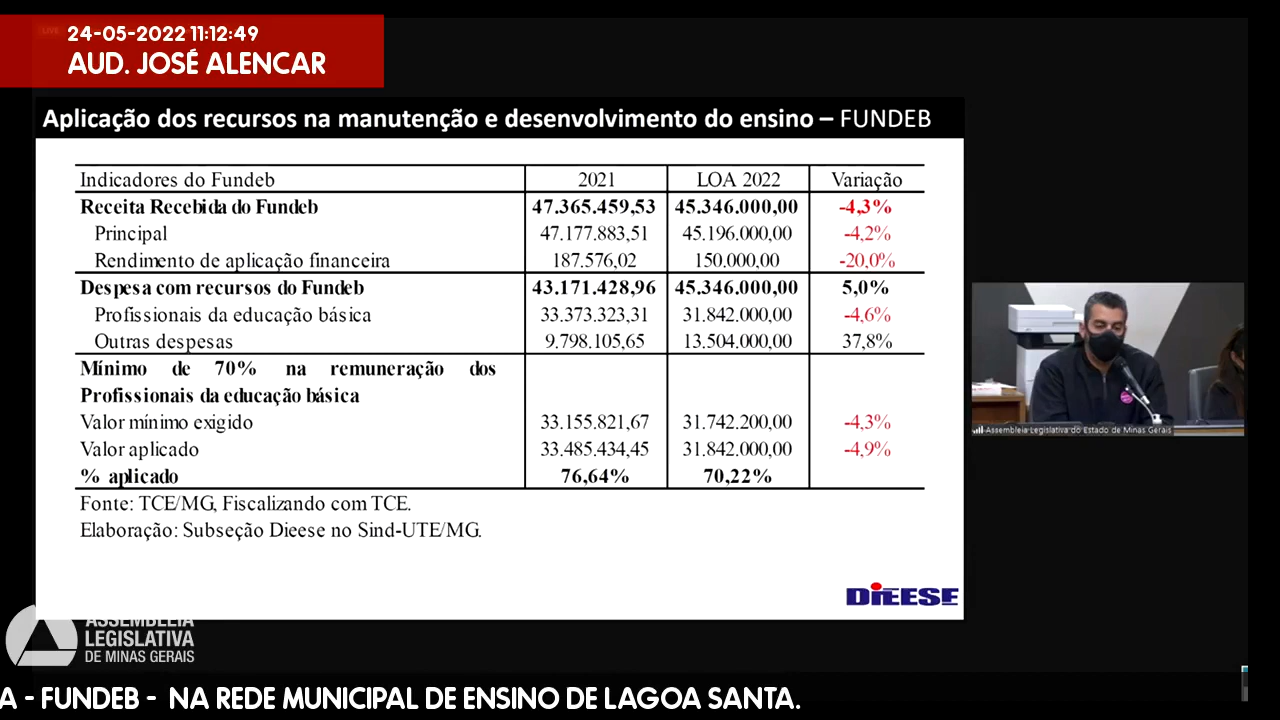 LIVE
24-05-2022 11:12:49
AUD. JOSÉ ALENCAR
Aplicação dos recursos na manutenção e desenvolvimento do ensino – FUNDEB
Indicadores do Fundeb 2021 LOA 2022 Variação
Receita Recebida do Fundeb 47.365.459,53 45.346.000,00 -4,3%
Principal 47.177.883,51 45.196.000,00 -4,2%
Rendimento de aplicação financeira 187.576,02 150.000,00 -20,0%
Despesa com recursos do Fundeb 43.171.428,96 45.346.000,00 5,0%
Profissionais da educação básica 33.373.323,31 31.842.000,00 -4,6%
Outras despesas 9.798.105,65 13.504.000,00 37,8%
Mínimo de 70% na remuneração dos
Profissionais da educação básica
Valor mínimo exigido 33.155.821,67 31.742.200,00 -4,3%
Valor aplicado 33.485.434,45 31.842.000,00 -4,9%
% aplicado 76,64% 70,22%
Fonte: TCE/MG, Fiscalizando com TCE.
Elaboração: Subseção Dieese no Sind-UTE/MG.
DIEESE
Assembleia Legislativa do Estado de Minas Gerais
ASSEMBLEIA
LEGISLATIVA
DE MINAS GERAIS
A - FUNDEB - NA REDE MUNICIPAL DE ENSINO DE LAGOA SANTA.